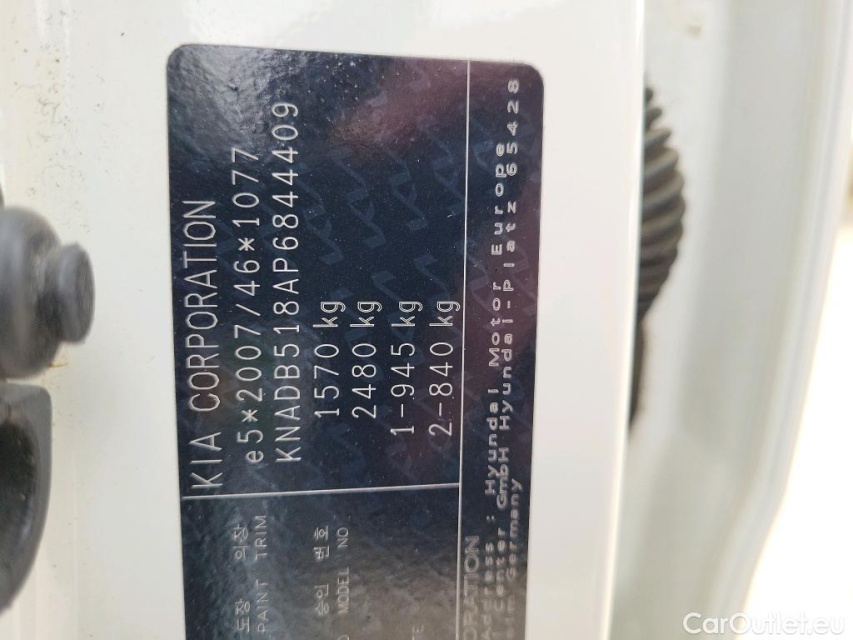 KIA CORPORATION
e5*2007/46*1077
KNADB518AP6844409
1570 kg
2480 kg
1-945 kg
2-840 kg
도장 외장
PAINT TRIM
승인 번호
MODEL NO
ORATION
Address : Hyundai Motor Europe
Center GmbH Hyundai-Platz 65428
Germany
CarOutlet.eu